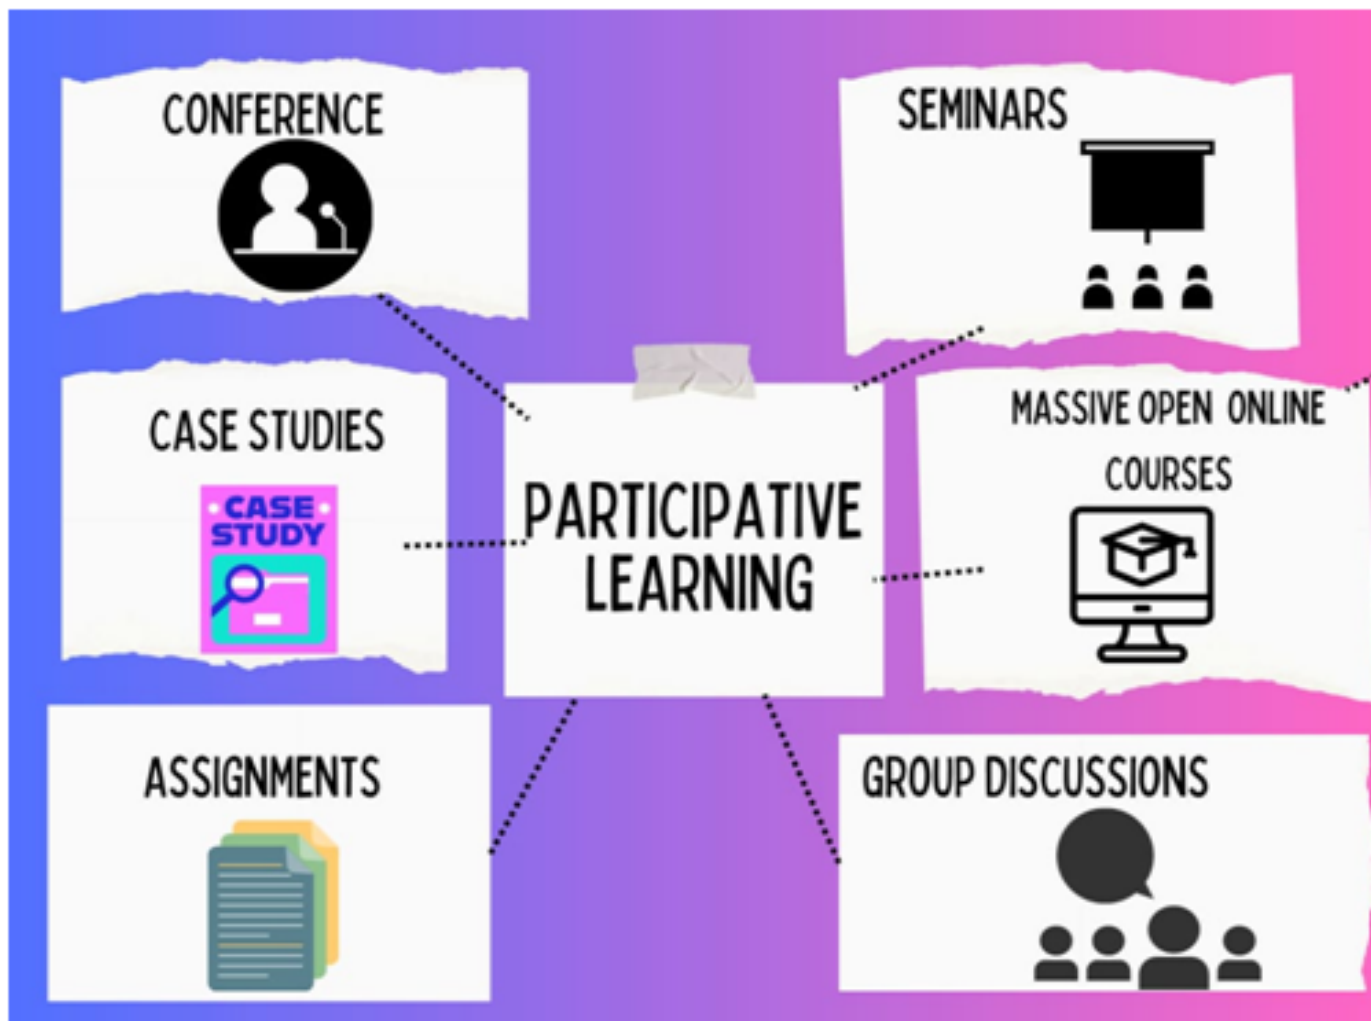 CONFERENCE
SEMINARS
CASE STUDIES
CASE
STUDY
PARTICIPATIVE
LEARNING
MASSIVE OPEN ONLINE
COURSES
ASSIGNMENTS
GROUP DISCUSSIONS